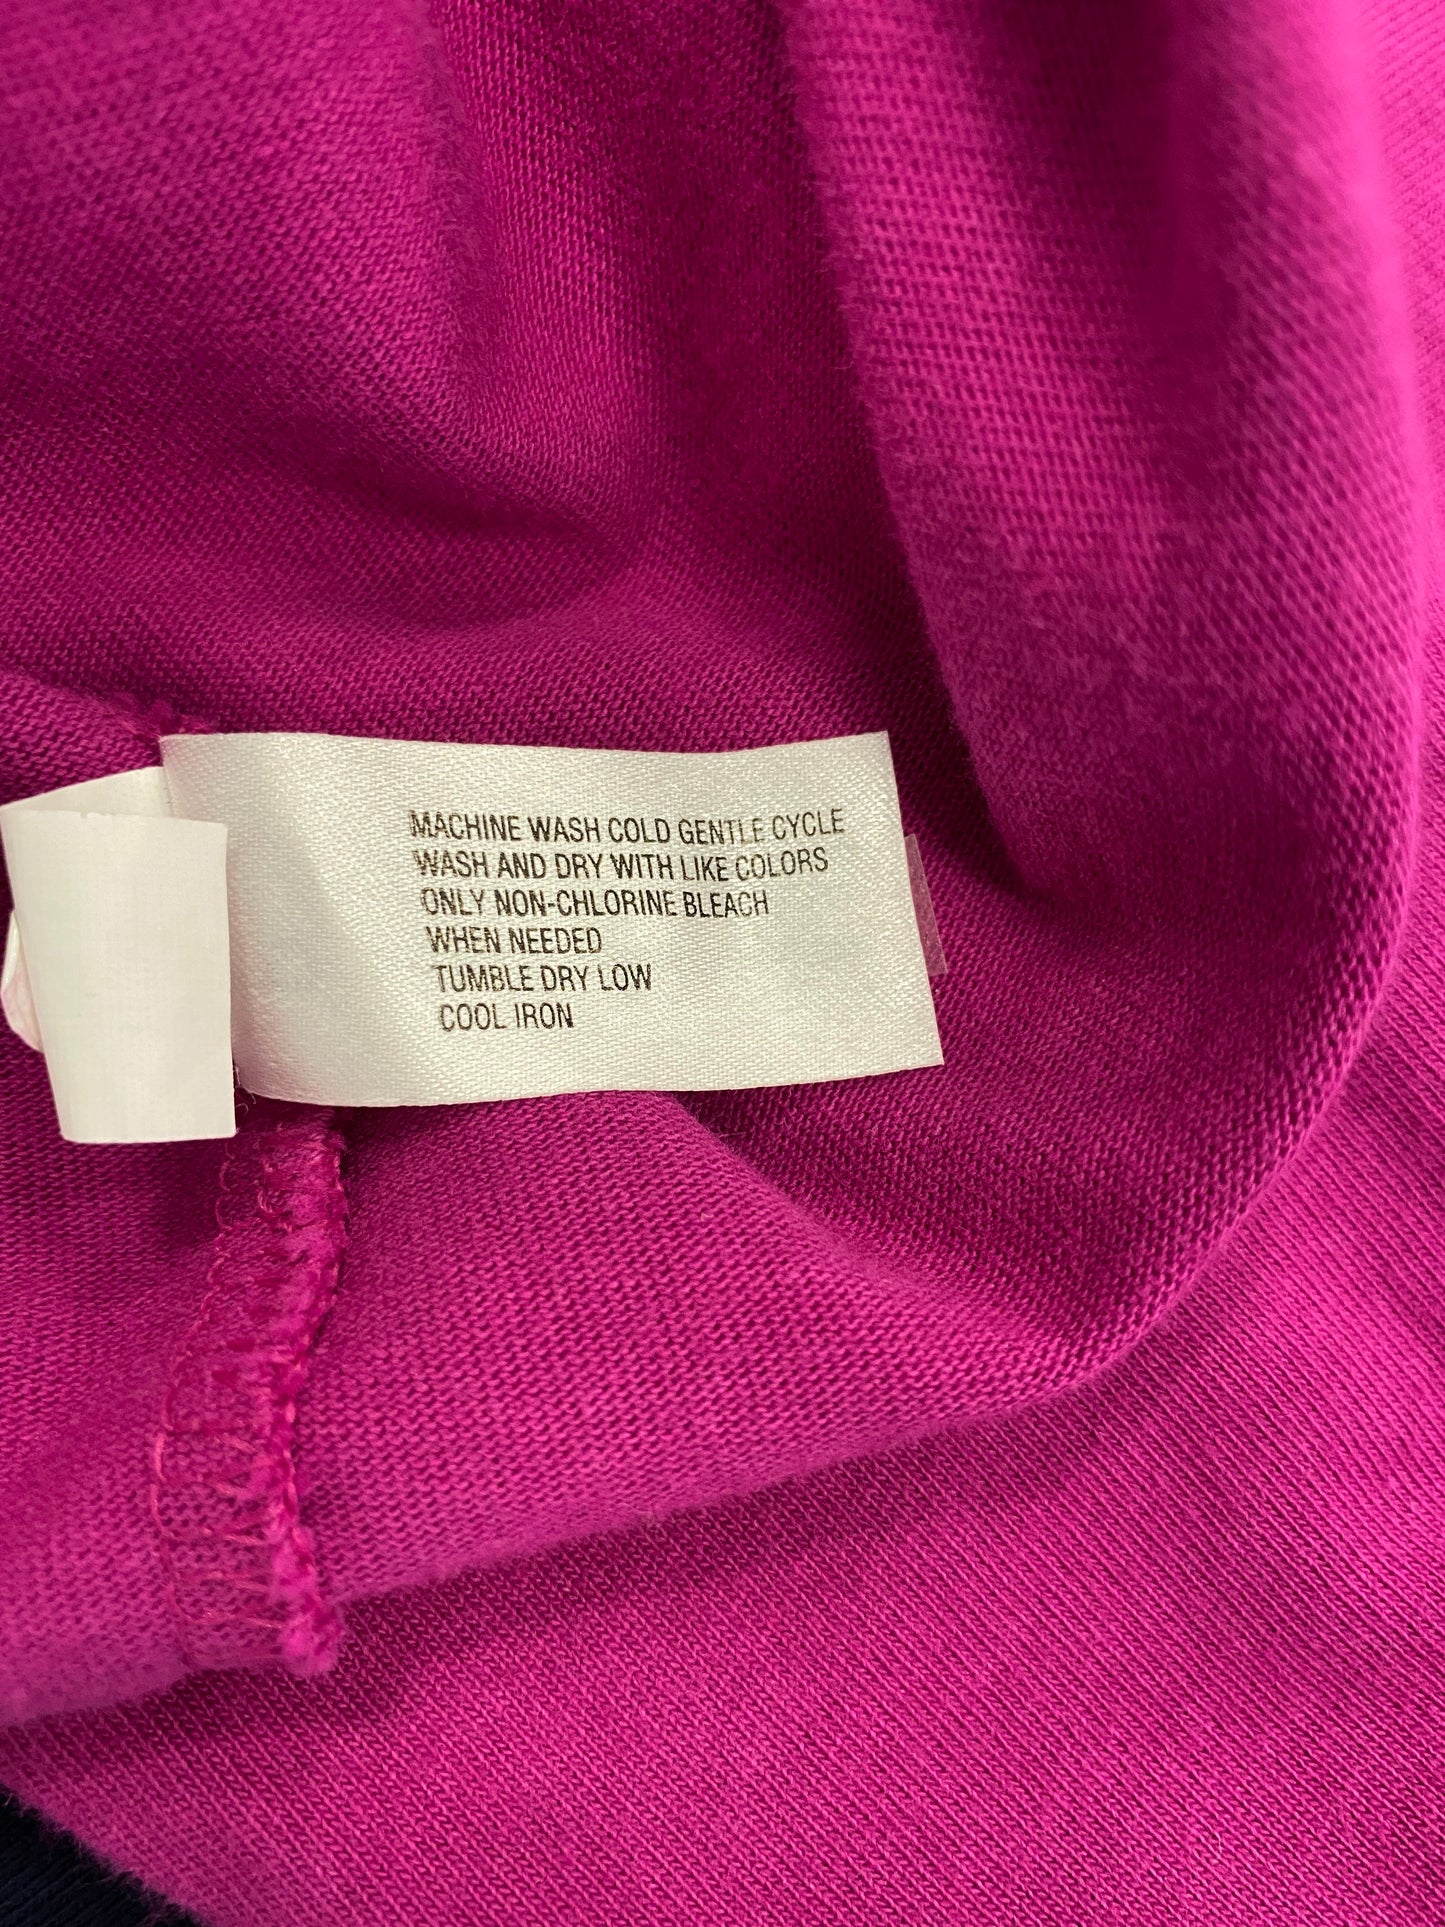 MACHINE WASH COLD GENTLE CYCLE
WASH AND DRY WITH LIKE COLORS
ONLY NON-CHLORINE BLEACH
WHEN NEEDED
TUMBLE DRY LOW
COOL IRON